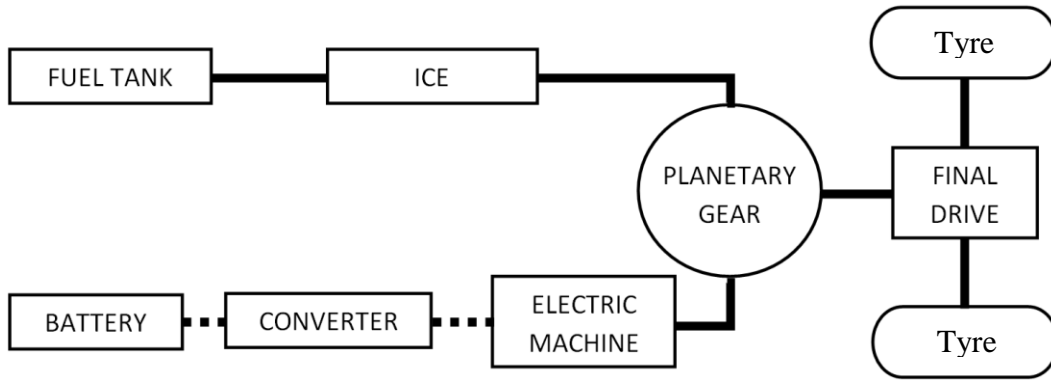 Tyre
FUEL TANK
ICE
PLANETARY
GEAR
FINAL
DRIVE
BATTERY
CONVERTER
ELECTRIC
MACHINE
Tyre